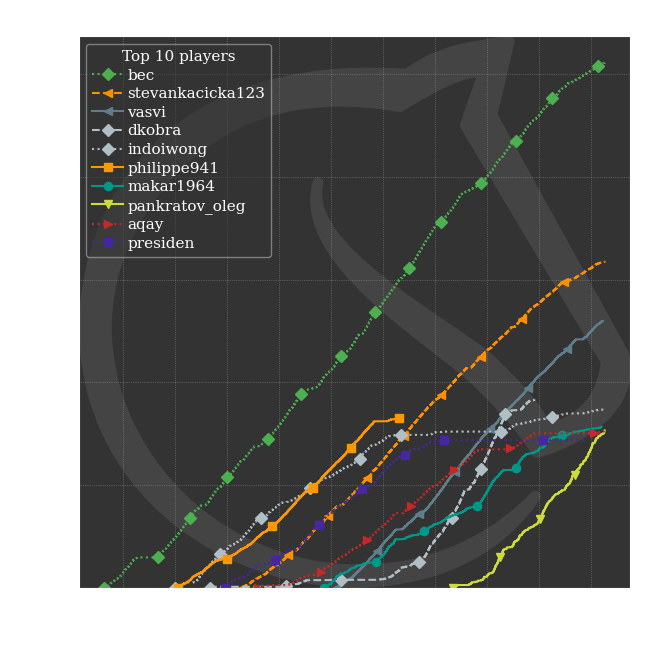 Top 10 players
bec
stevankacicka123
vasvi
dkobra
indoiwong
philippe941
makar1964
pankratov_oleg
aqay
presiden